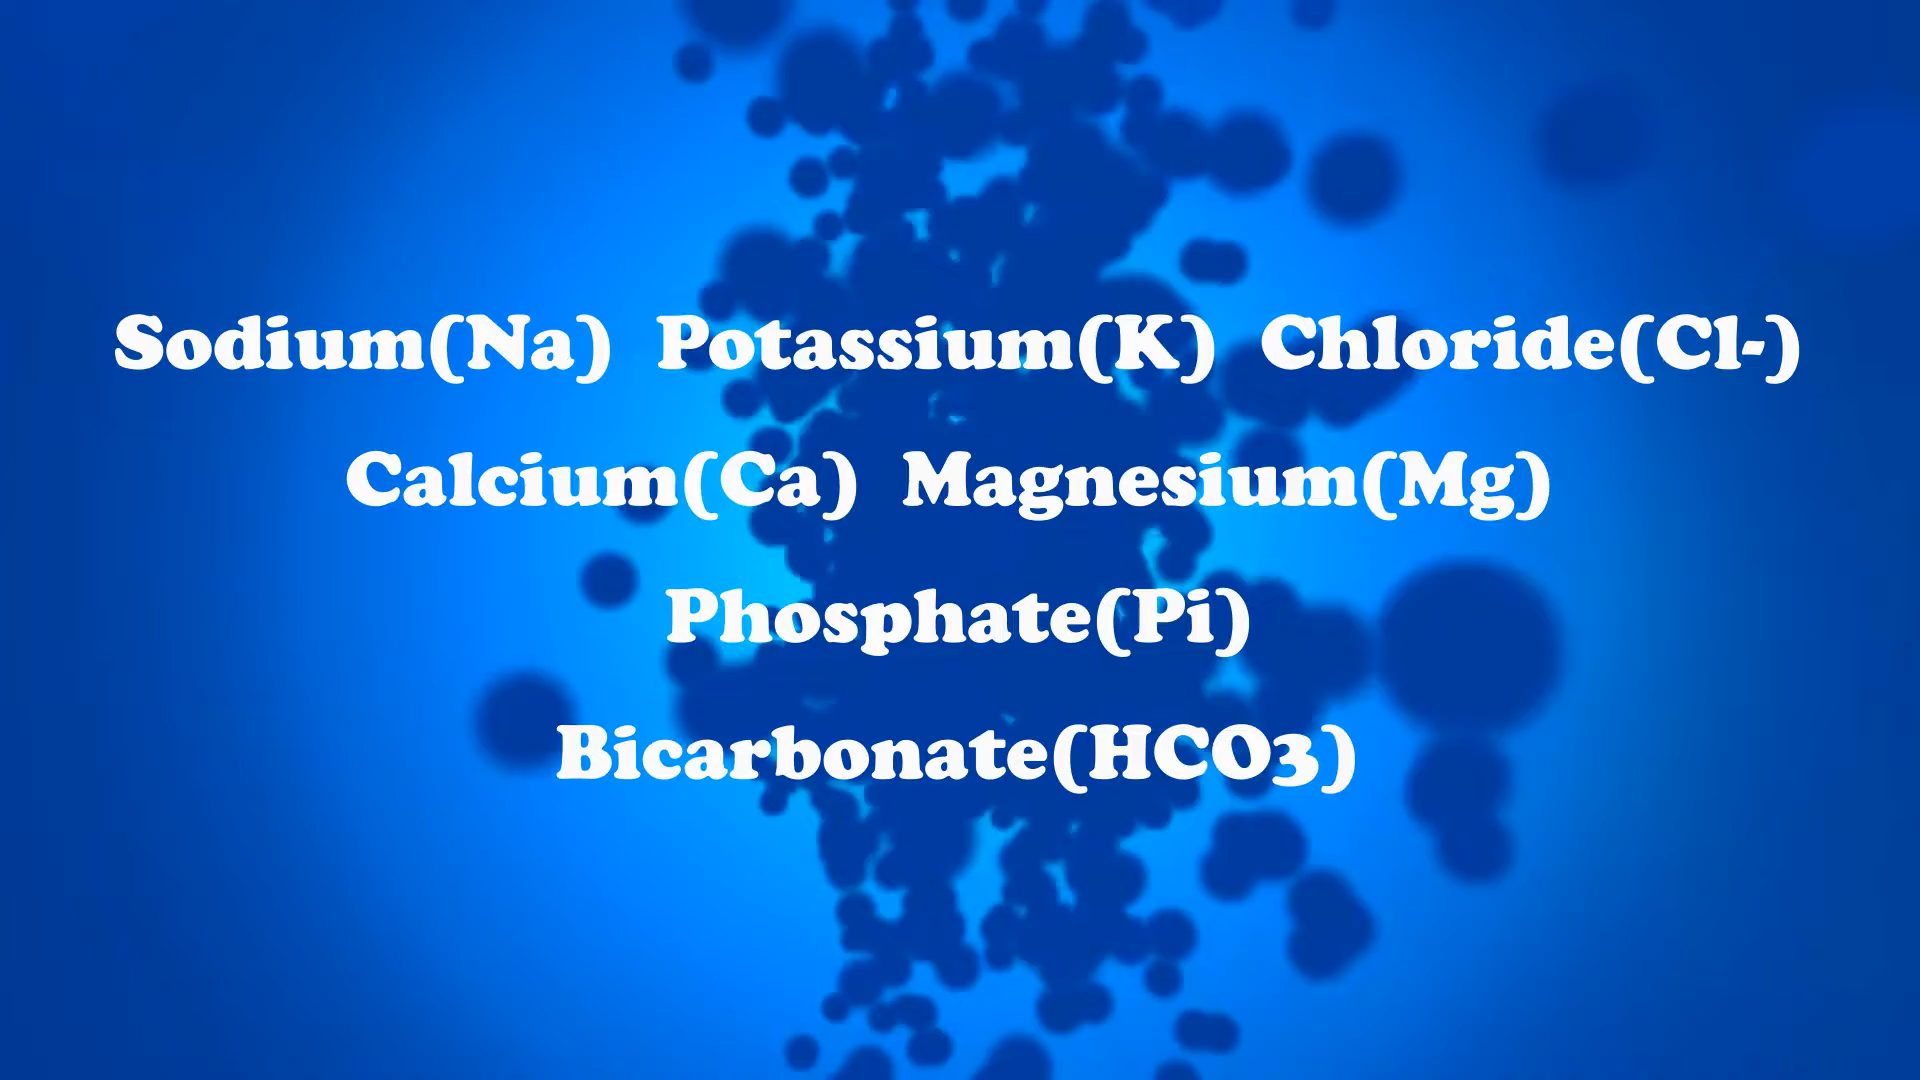 Sodium(Na) Potassium(K) Chloride(Cl-)
Calcium(Ca) Magnesium(Mg)
Phosphate(Pi)
Bicarbonate(HCO3)